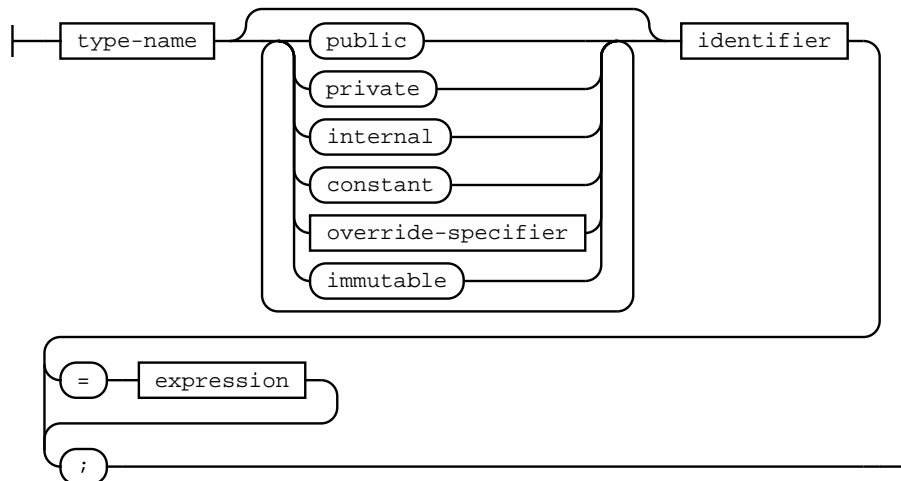 type-name public identifier
private
internal
constant
override-specifier
immutable
= expression
;